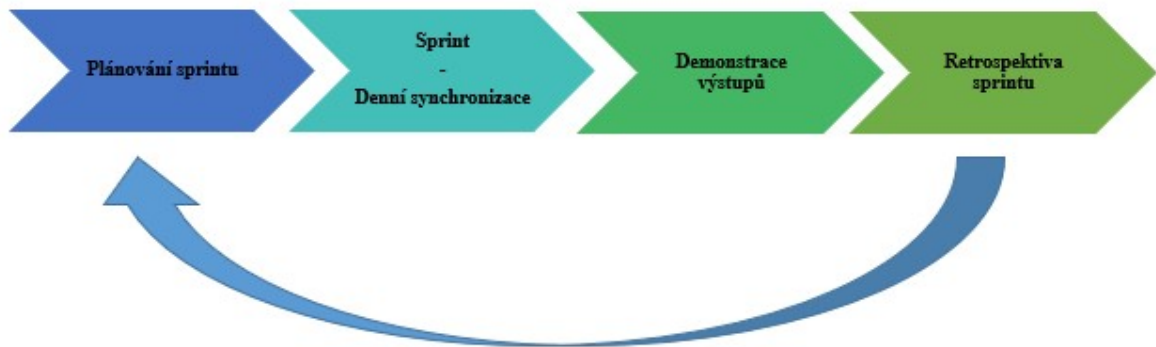 Plánování sprintu
Sprint
-
Denní synchronizace
Demonstrace
výstupů
Retrospektiva
sprintu